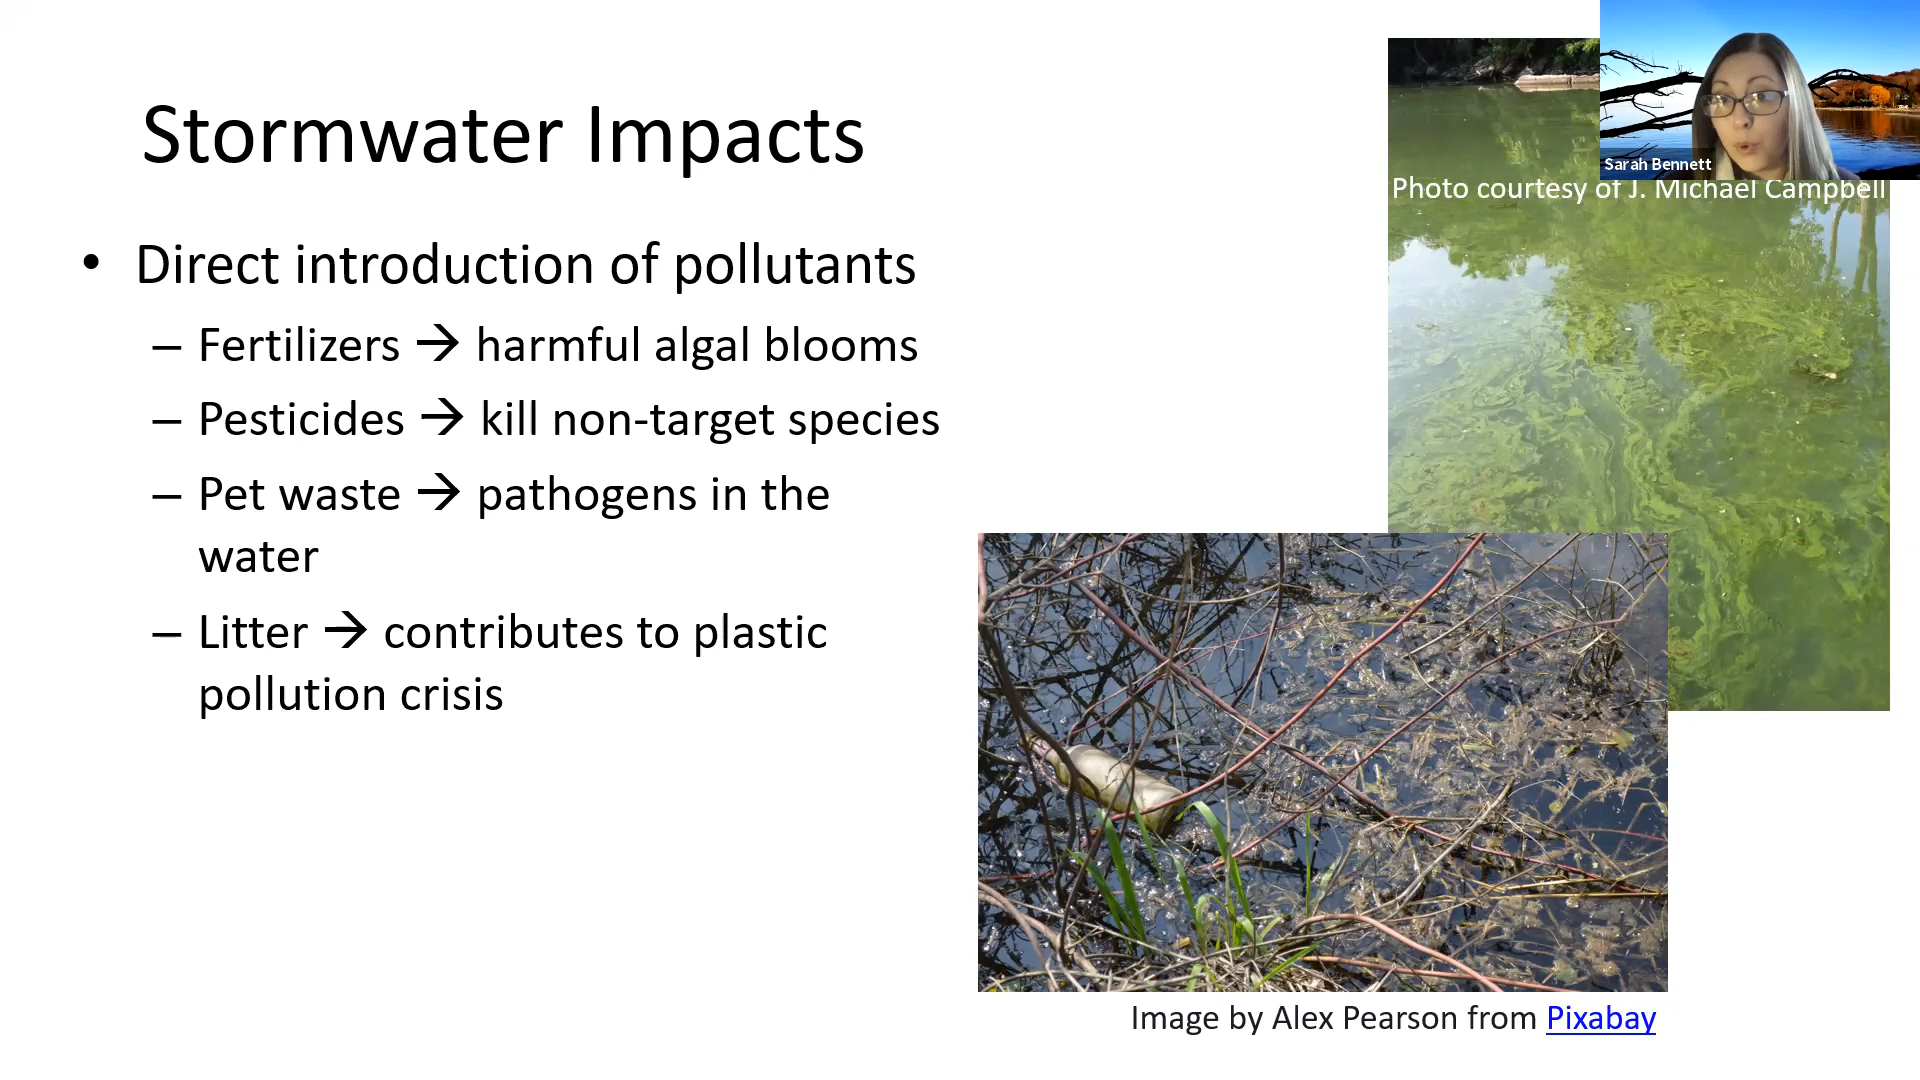 Stormwater Impacts
• Direct introduction of pollutants
– Fertilizers → harmful algal blooms
– Pesticides → kill non-target species
– Pet waste → pathogens in the
water
– Litter → contributes to plastic
pollution crisis
Sarah Bennett
Photo courtesy of J. Michael Campbell
Image by Alex Pearson from Pixabay